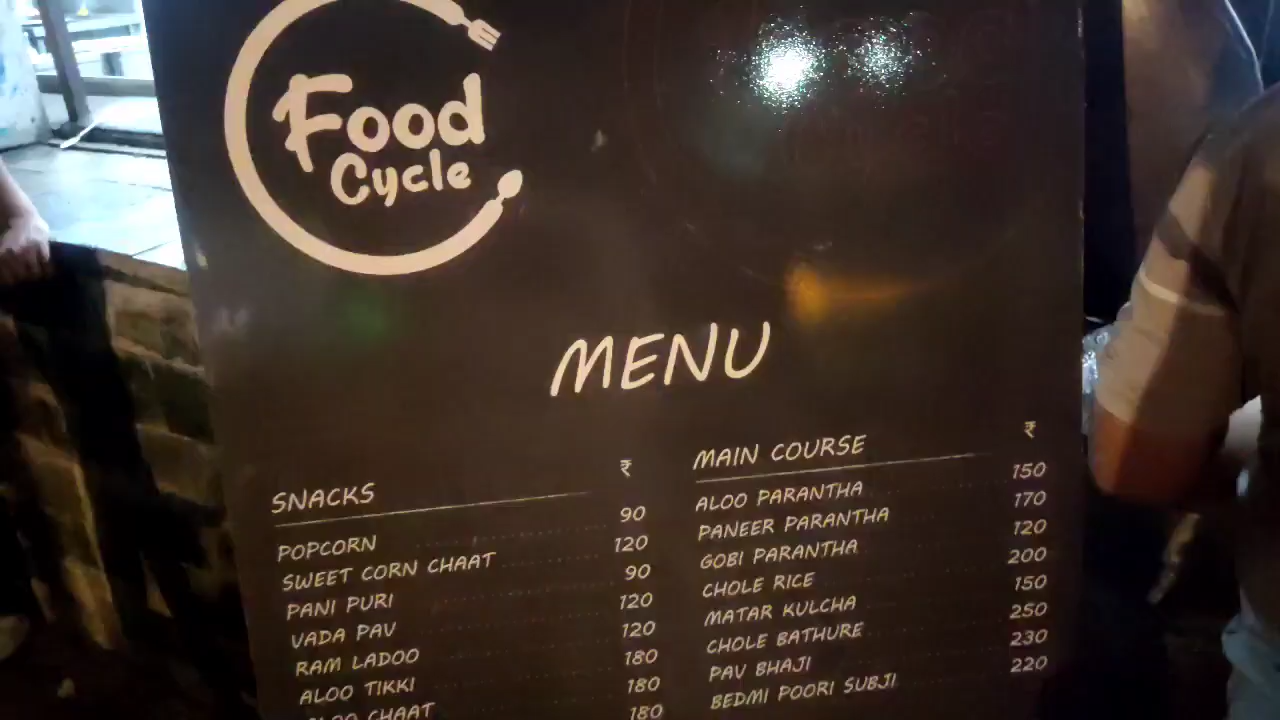 Food
Cycle
MENU
SNACKS ₹
POPCORN 90
SWEET CORN CHAAT 120
PANI PURI 90
VADA PAV 120
RAM LADOO 120
ALOO TIKKI 180
ALOO CHAAT 180
180
MAIN COURSE ₹
ALOO PARANTHA 150
PANEER PARANTHA 170
GOBI PARANTHA 120
CHOLE RICE 200
MATAR KULCHA 150
CHOLE BATHURE 250
PAV BHAJI 230
BEDMI POORI SUBJI 220